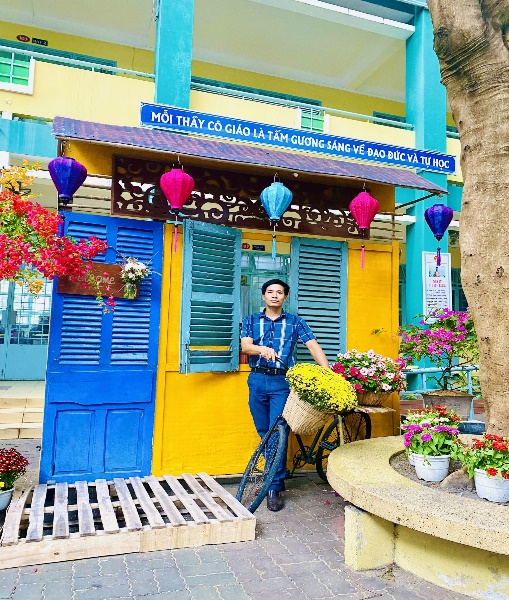 MỖI THẦY CÔ GIÁO LÀ TẤM GƯƠNG SÁNG VỀ ĐẠO ĐỨC VÀ TỰ HỌC